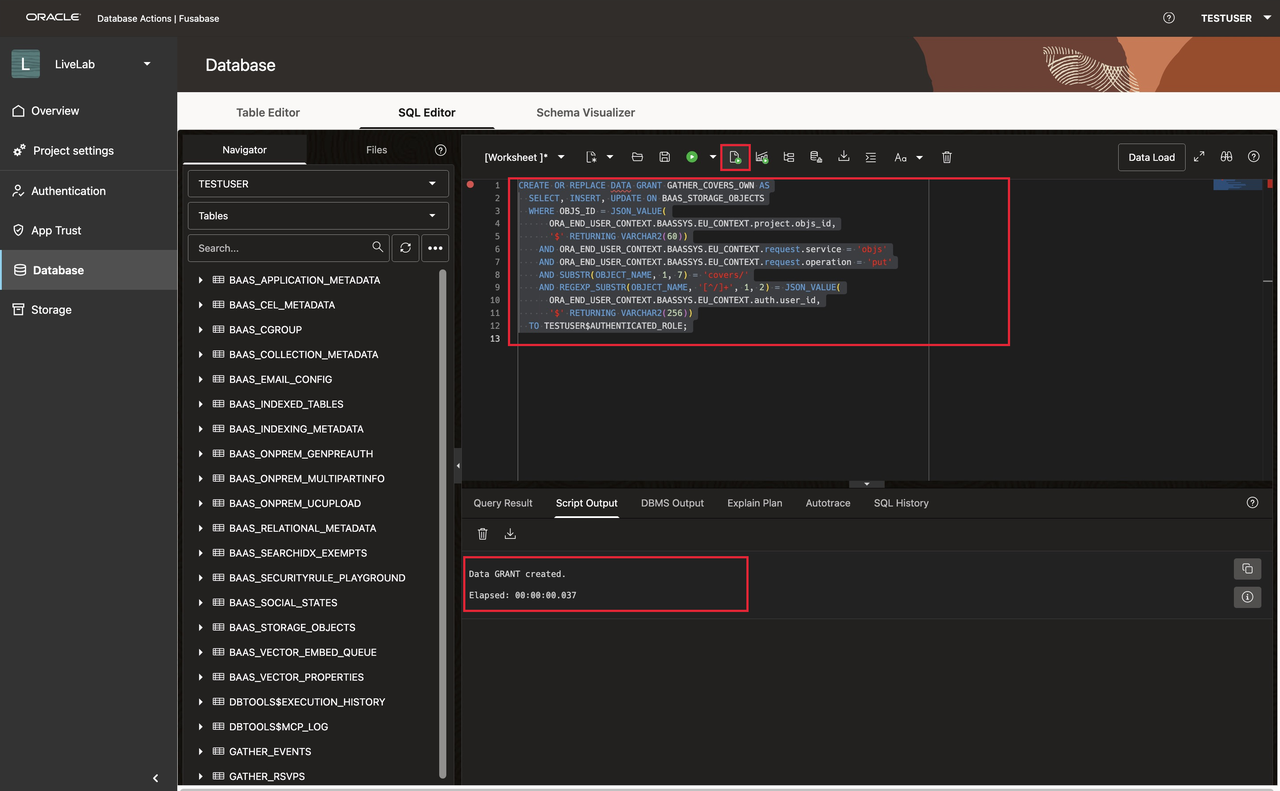 ORACLE
Database Actions | Fusabase
TESTUSER
L
LiveLab
Database
Overview
Project settings
Authentication
App Trust
Database
Storage
Table Editor
SQL Editor
Schema Visualizer
Navigator
Files
TESTUSER
Tables
Search...
BAAS_APPLICATION_METADATA
BAAS_CEL_METADATA
BAAS_CGROUP
BAAS_COLLECTION_METADATA
BAAS_EMAIL_CONFIG
BAAS_INDEXED_TABLES
BAAS_INDEXING_METADATA
BAAS_ONPREM_GENPREAUTH
BAAS_ONPREM_MULTIPARTINFO
BAAS_ONPREM_UCUPLOAD
BAAS_RELATIONAL_METADATA
BAAS_SEARCHIDX_EXEMPTS
BAAS_SECURITYRULE_PLAYGROUND
BAAS_SOCIAL_STATES
BAAS_STORAGE_OBJECTS
BAAS_VECTOR_EMBED_QUEUE
BAAS_VECTOR_PROPERTIES
DBTOOLS$EXECUTION_HISTORY
DBTOOLS$MCP_LOG
GATHER_EVENTS
GATHER_RSVPS
[Worksheet ]*
Aa
Data Load
1 CREATE OR REPLACE DATA GRANT GATHER_COVERS_OWN AS
2 SELECT, INSERT, UPDATE ON BAAS_STORAGE_OBJECTS
3 WHERE OBJS_ID = JSON_VALUE(
4 ORA_END_USER_CONTEXT.BAASSYS.EU_CONTEXT.project.objs_id,
5 '$' RETURNING VARCHAR2(60))
6 AND ORA_END_USER_CONTEXT.BAASSYS.EU_CONTEXT.request.service = 'objs'
7 AND ORA_END_USER_CONTEXT.BAASSYS.EU_CONTEXT.request.operation = 'put'
8 AND SUBSTR(OBJECT_NAME, 1, 7) = 'covers/'
9 AND REGEXP_SUBSTR(OBJECT_NAME, '[^/]+', 1, 2) = JSON_VALUE(
10 ORA_END_USER_CONTEXT.BAASSYS.EU_CONTEXT.auth.user_id,
11 '$' RETURNING VARCHAR2(256))
12 TO TESTUSER$AUTHENTICATED_ROLE;
13
Query Result
Script Output
DBMS Output
Explain Plan
Autotrace
SQL History
Data GRANT created.
Elapsed: 00:00:00.037